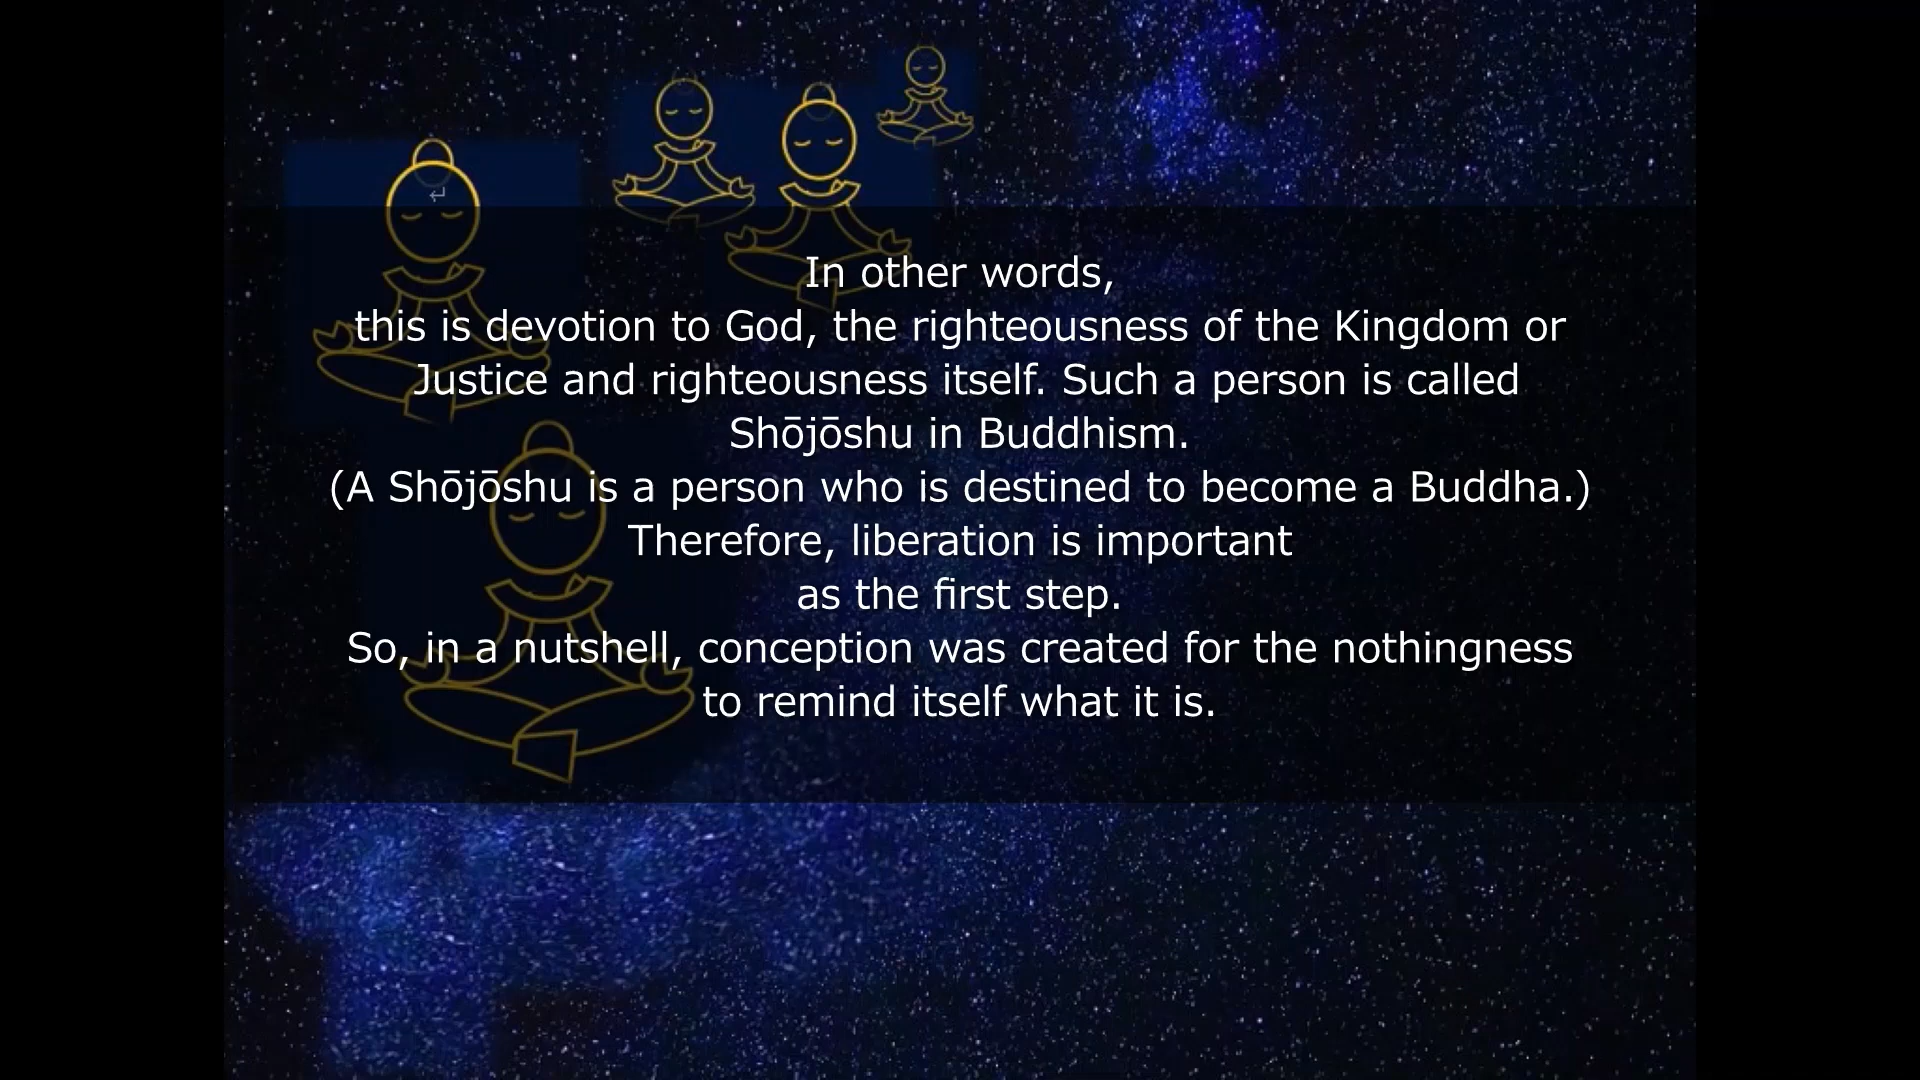 In other words,
this is devotion to God, the righteousness of the Kingdom or
Justice and righteousness itself. Such a person is called
Shōjōshu in Buddhism.
(A Shōjōshu is a person who is destined to become a Buddha.)
Therefore, liberation is important
as the first step.
So, in a nutshell, conception was created for the nothingness
to remind itself what it is.